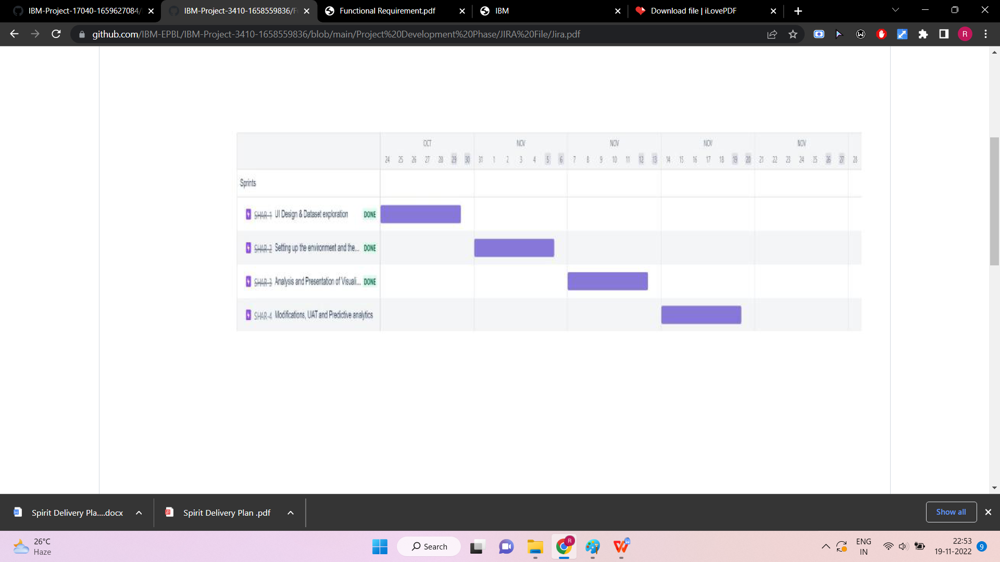 IBM-Project-17040-1659627084/
IBM-Project-3410-1658559836/F
Functional Requirement.pdf
IBM
Download file | iLovePDF
github.com/IBM-EPBL/IBM-Project-3410-1658559836/blob/main/Project%20Development%20Phase/JIRA%20File/Jira.pdf
R
OCT NOV NOV NOV NOV
24 25 26 27 28 29 30 31 1 2 3 4 5 6 7 8 9 10 11 12 13 14 15 16 17 18 19 20 21 22 23 24 25 26 27 28
Sprints
SHAR-1 UI Design & Dataset exploration DONE
SHAR-2 Setting up the environment and the... DONE
SHAR-3 Analysis and Presentation of Visuali... DONE
SHAR-4 Modifications, UAT and Predictive analytics
Spirit Delivery Pla....docx
Spirit Delivery Plan .pdf
Show all
26°C
Haze
Search
R
ENG
IN
22:53
19-11-2022
9